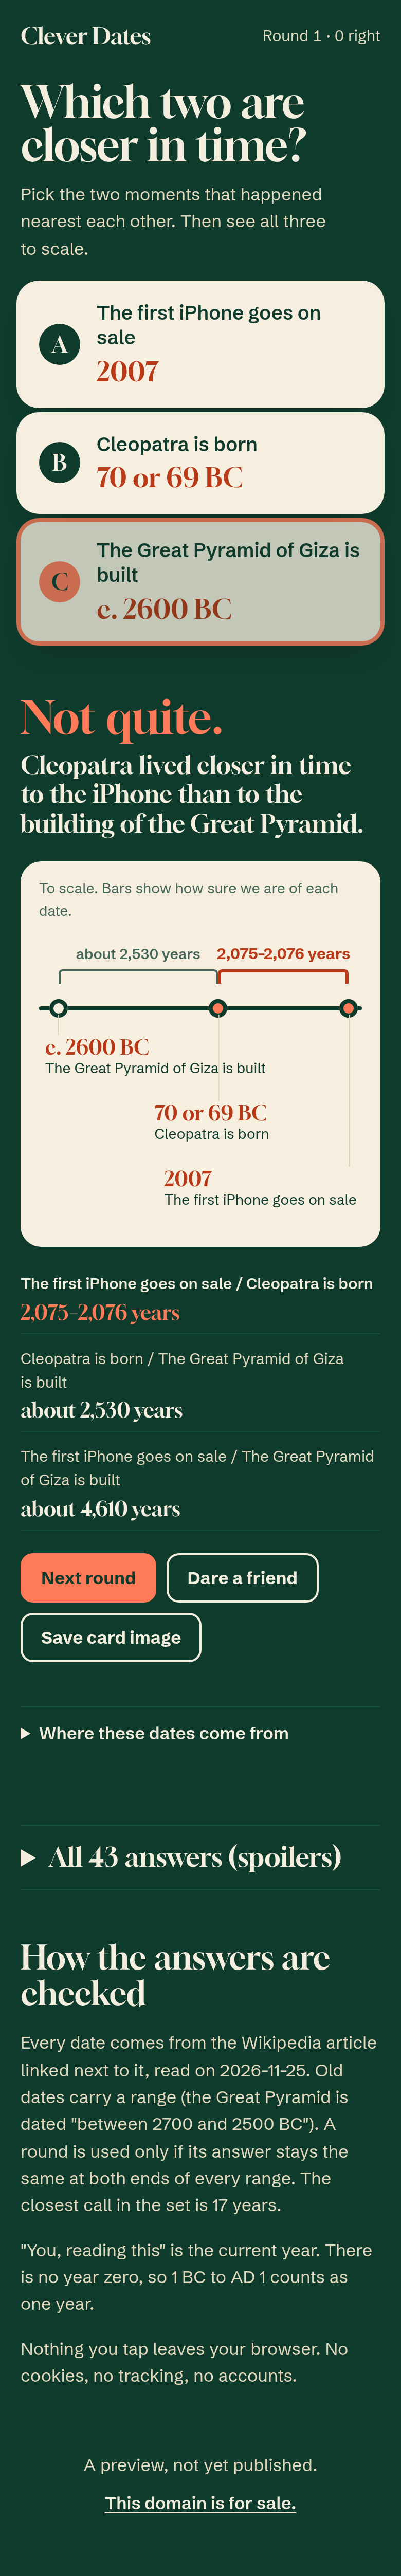 Clever Dates
Round 1 · 0 right
Which two are
closer in time?
Pick the two moments that happened
nearest each other. Then see all three
to scale.
A
The first iPhone goes on
sale
2007
B
Cleopatra is born
70 or 69 BC
C
The Great Pyramid of Giza is
built
c. 2600 BC
Not quite.
Cleopatra lived closer in time
to the iPhone than to the
building of the Great Pyramid.
To scale. Bars show how sure we are of each
date.
about 2,530 years
2,075–2,076 years
c. 2600 BC
The Great Pyramid of Giza is built
70 or 69 BC
Cleopatra is born
2007
The first iPhone goes on sale
The first iPhone goes on sale / Cleopatra is born
2,075–2,076 years
Cleopatra is born / The Great Pyramid of Giza
is built
about 2,530 years
The first iPhone goes on sale / The Great Pyramid
of Giza is built
about 4,610 years
Next round
Dare a friend
Save card image
Where these dates come from
All 43 answers (spoilers)
How the answers are
checked
Every date comes from the Wikipedia article
linked next to it, read on 2026-11-25. Old
dates carry a range (the Great Pyramid is
dated "between 2700 and 2500 BC"). A
round is used only if its answer stays the
same at both ends of every range. The
closest call in the set is 17 years.
"You, reading this" is the current year. There
is no year zero, so 1 BC to AD 1 counts as
one year.
Nothing you tap leaves your browser. No
cookies, no tracking, no accounts.
A preview, not yet published.
This domain is for sale.